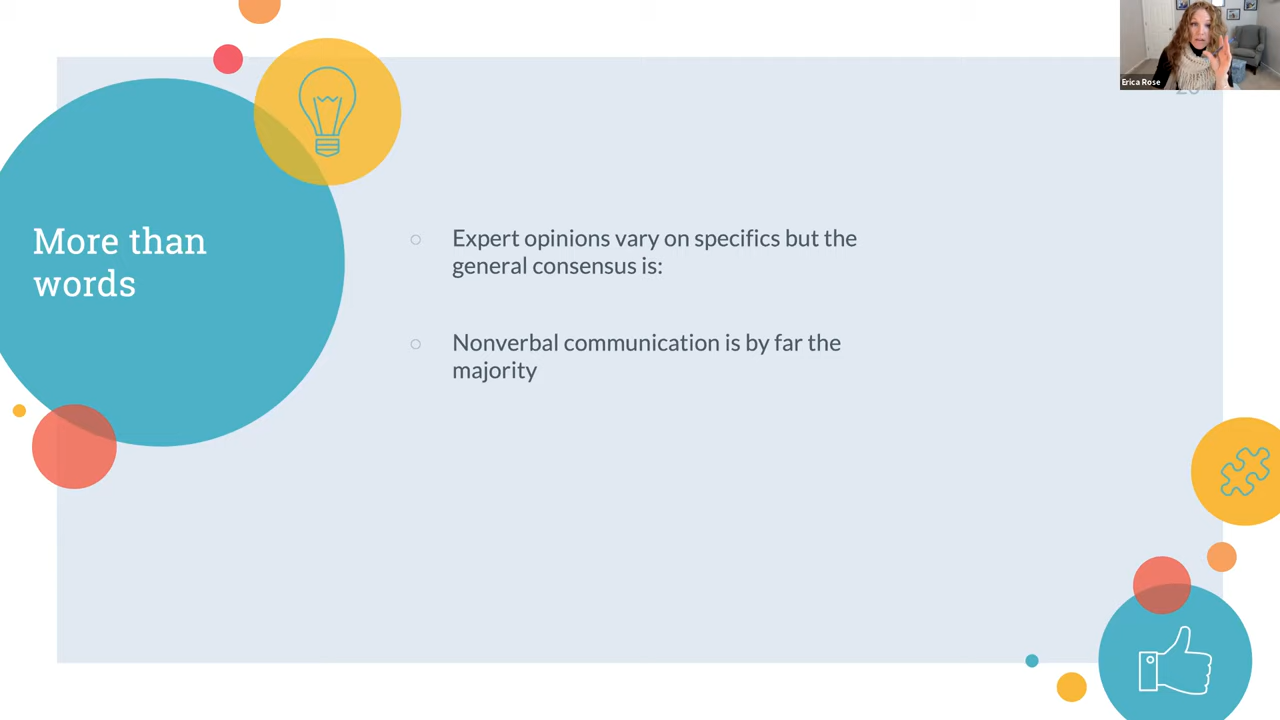 Erica Rose
More than
words
Expert opinions vary on specifics but the
general consensus is:
Nonverbal communication is by far the
majority